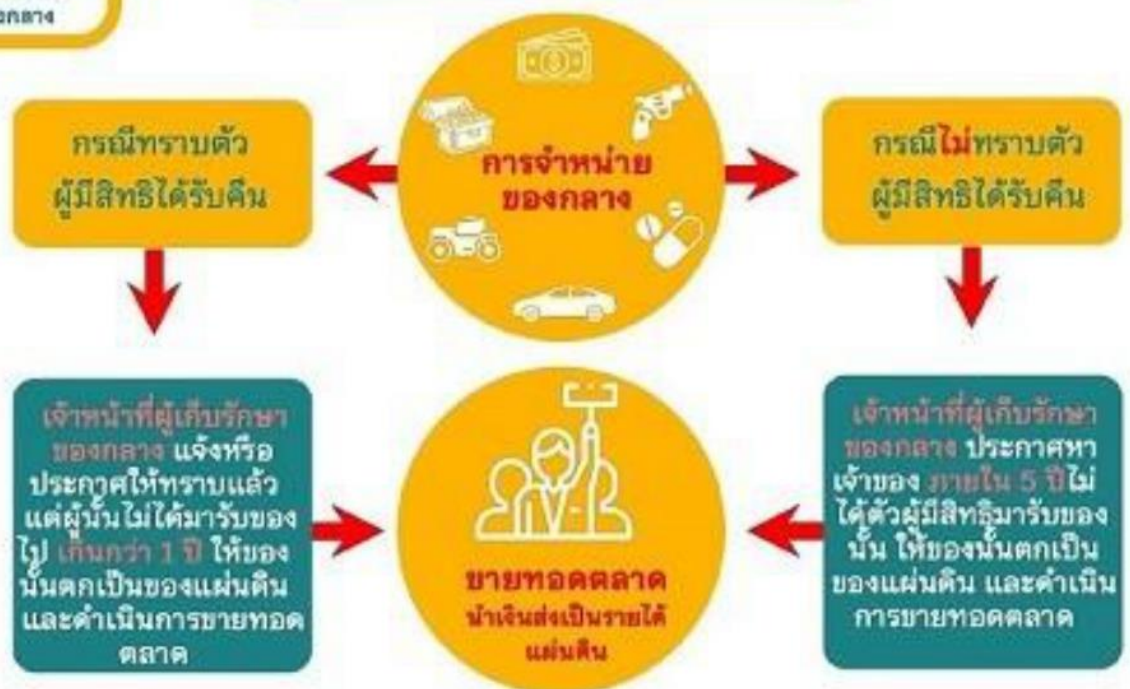 งกลาง
การจำหน่าย
ของกลาง
กรณีทราบตัว
ผู้มีสิทธิได้รับคืน
กรณีไม่ทราบตัว
ผู้มีสิทธิได้รับคืน
เจ้าหน้าที่ผู้เก็บรักษา
ของกลาง แจ้งหรือ
ประกาศให้ทราบแล้ว
แต่ผู้นั้นไม่ได้มารับของ
ไป เกินกว่า 1 ปี ให้ของ
นั้นตกเป็นของแผ่นดิน
และดำเนินการขายทอด
ตลาด
ขายทอดตลาด
นำเงินส่งเป็นรายได้
แผ่นดิน
เจ้าหน้าที่ผู้เก็บรักษา
ของกลาง ประกาศหา
เจ้าของ ภายใน 5 ปีไม่
ได้ตัวผู้มีสิทธิมารับของ
นั้น ให้ของนั้นตกเป็น
ของแผ่นดิน และดำเนิน
การขายทอดตลาด